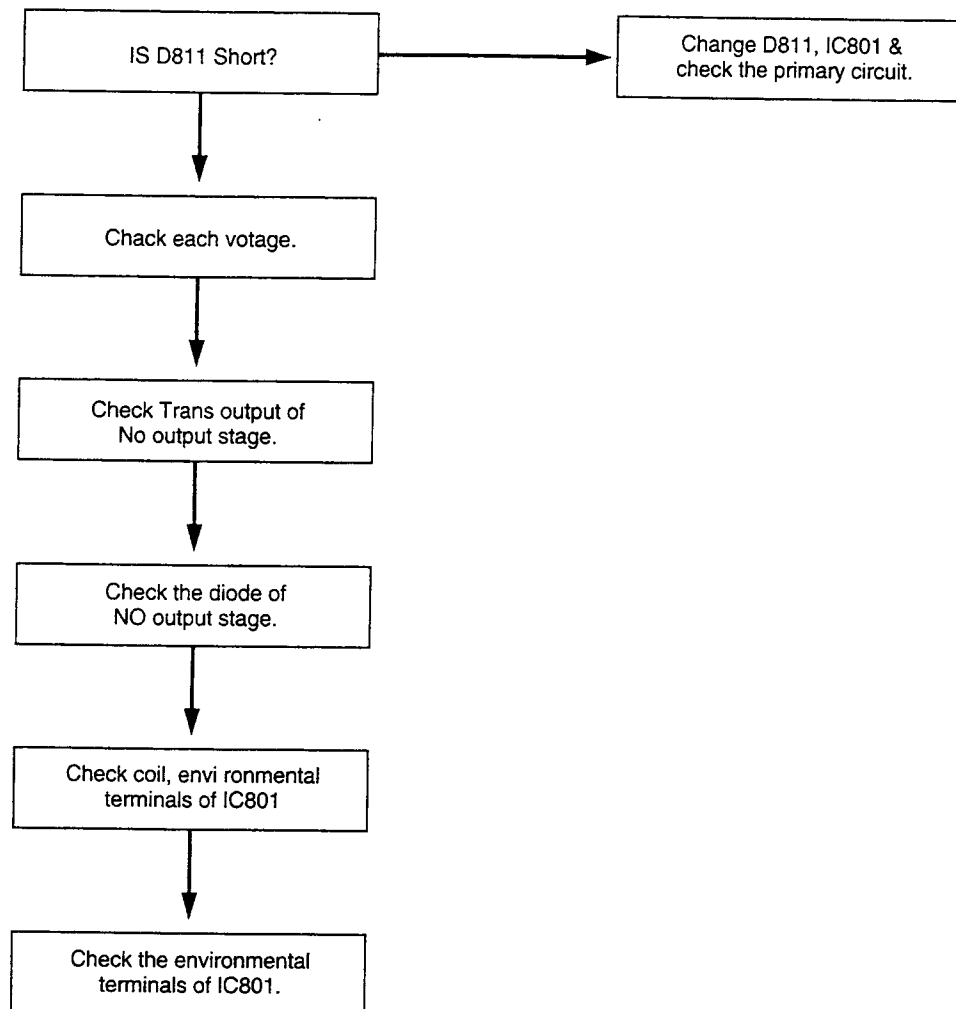 IS D811 Short?
Change D811, IC801 &
check the primary circuit.
Chack each votage.
Check Trans output of
No output stage.
Check the diode of
NO output stage.
Check coil, envi ronmental
terminals of IC801
Check the environmental
terminals of IC801.